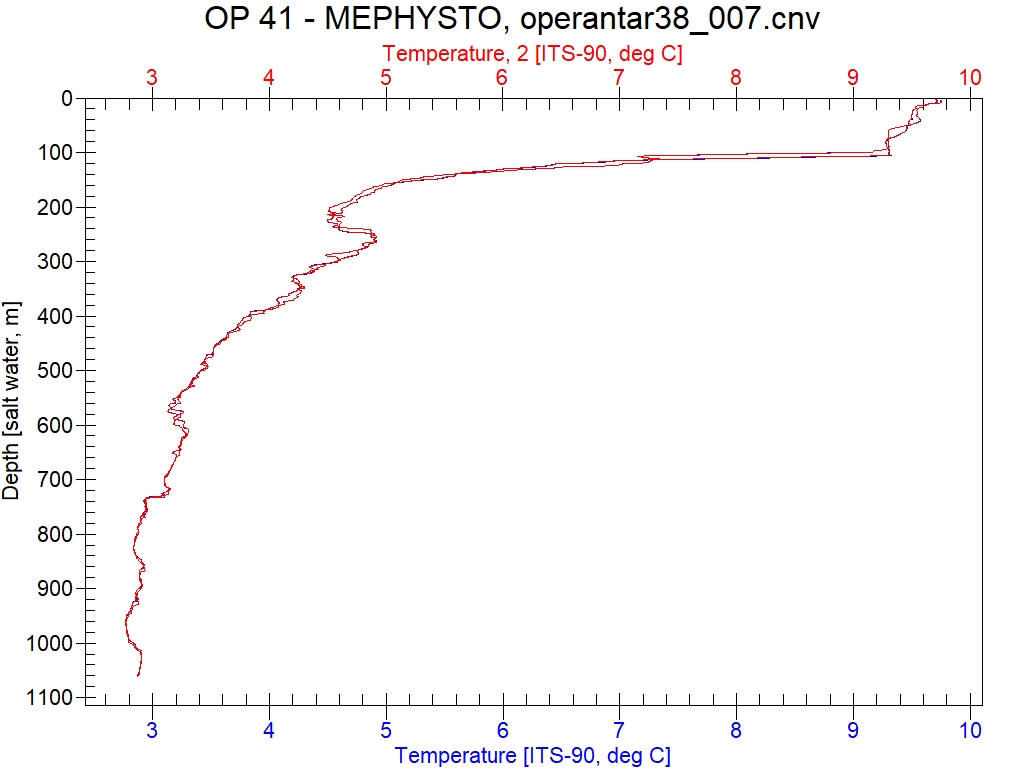 OP 41 - MEPHYSTO, operantar38_007.cnv
Temperature, 2 [ITS-90, deg C]
3 4 5 6 7 8 9 10
0
100
200
300
400
500
600
700
800
900
1000
1100
Depth [salt water, m]
3 4 5 6 7 8 9 10
Temperature [ITS-90, deg C]